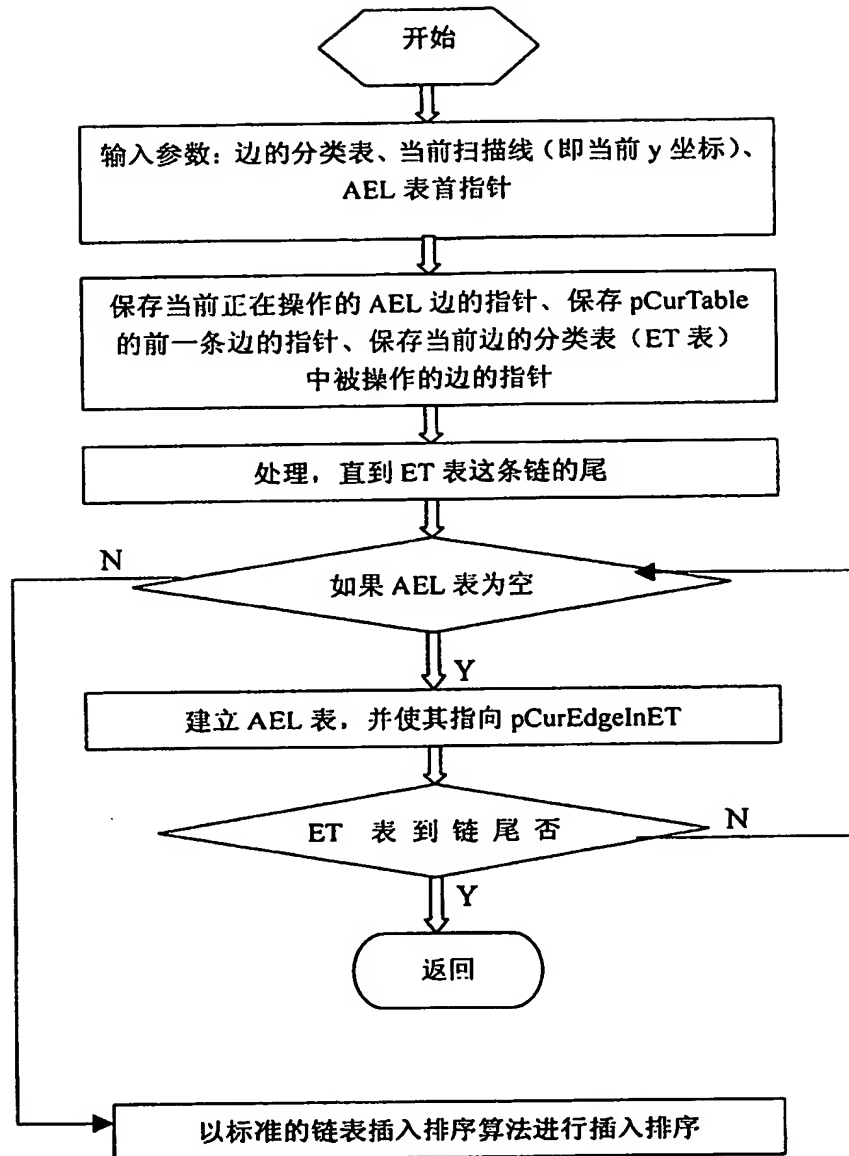 开始
输入参数：边的分类表、当前扫描线（即当前 y 坐标）、
AEL 表首指针
保存当前正在操作的 AEL 边的指针、保存 pCurTable
的前一条边的指针、保存当前边的分类表（ET 表）
中被操作的边的指针
处理，直到 ET 表这条链的尾
N
如果 AEL 表为空
Y
建立 AEL 表，并使其指向 pCurEdgeInET
ET 表 到 链 尾 否
N
Y
返回
以标准的链表插入排序算法进行插入排序